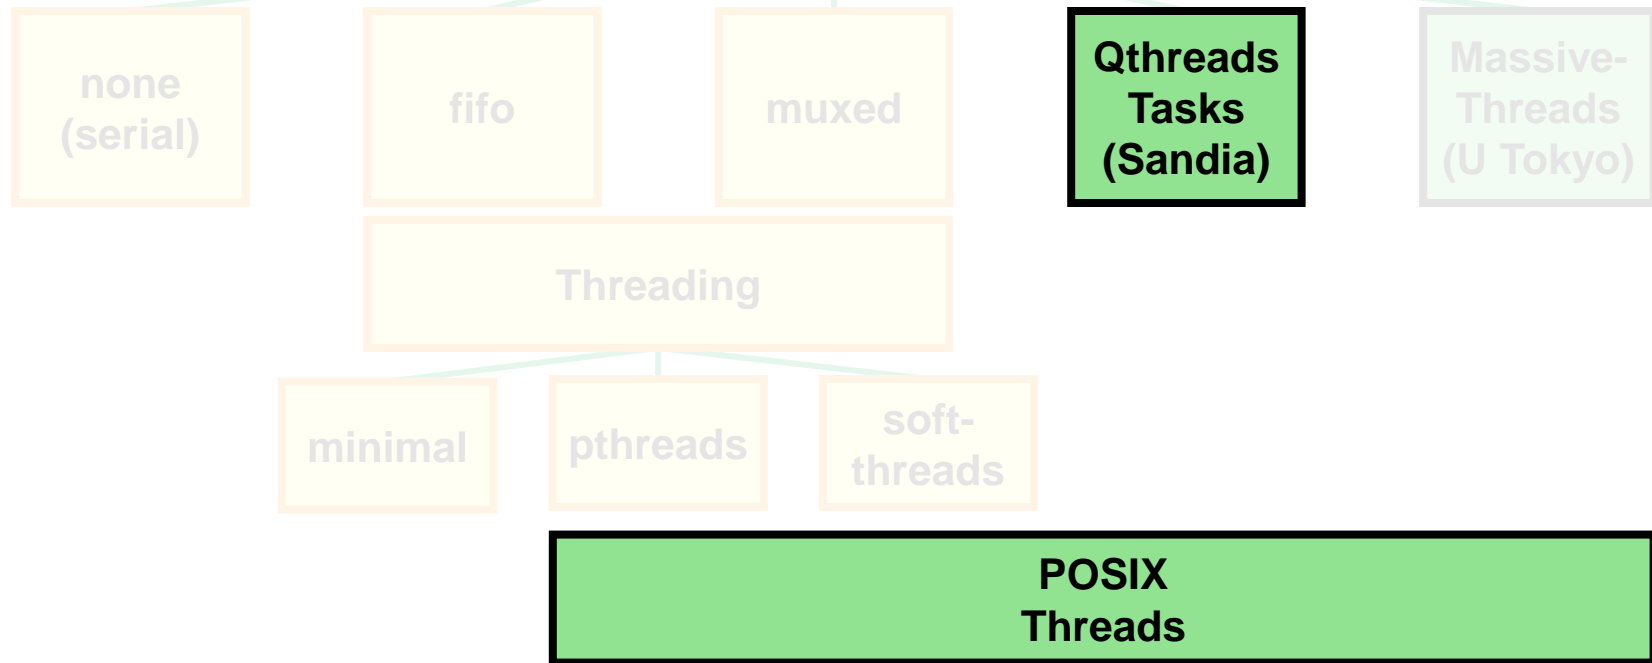 none
(serial)
fifo
muxed
Qthreads
Tasks
(Sandia)
Massive-
Threads
(U Tokyo)
Threading
minimal
pthreads
soft-
threads
POSIX
Threads